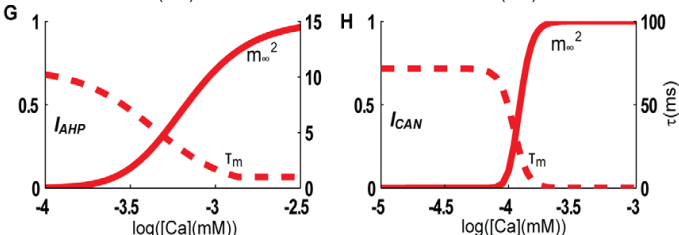 G
1
15
m∞²
10
0.5
I_AHP
5
τm
0
0
-4
-3.5
-3
-2.5
log([Ca](mM))
H
1
100
m∞²
0.5
50
τ(ms)
I_CAN
τm
0
0
-5
-4.5
-4
-3.5
-3
log([Ca](mM))